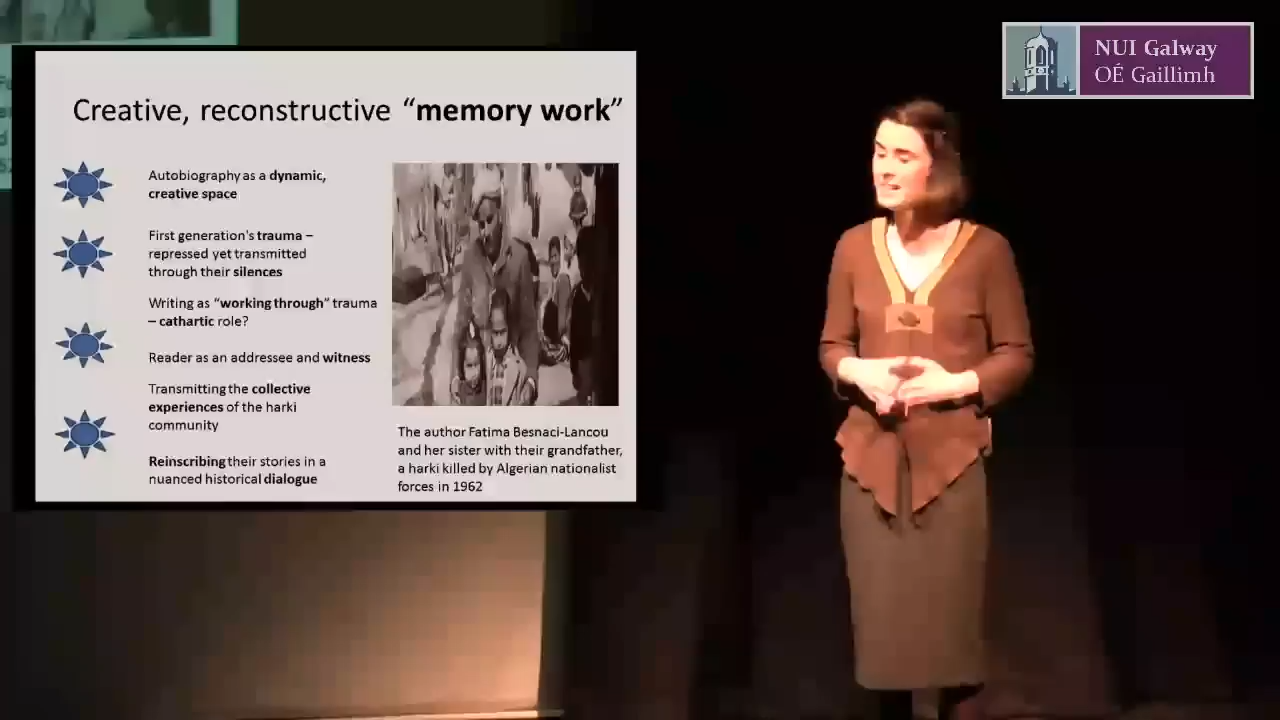 NUI Galway
OÉ Gaillimh
Creative, reconstructive “memory work”
Autobiography as a dynamic,
creative space
First generation's trauma –
repressed yet transmitted
through their silences
Writing as “working through” trauma
– cathartic role?
Reader as an addressee and witness
Transmitting the collective
experiences of the harki
community
Reinscribing their stories in a
nuanced historical dialogue
The author Fatima Besnaci-Lancou
and her sister with their grandfather,
a harki killed by Algerian nationalist
forces in 1962